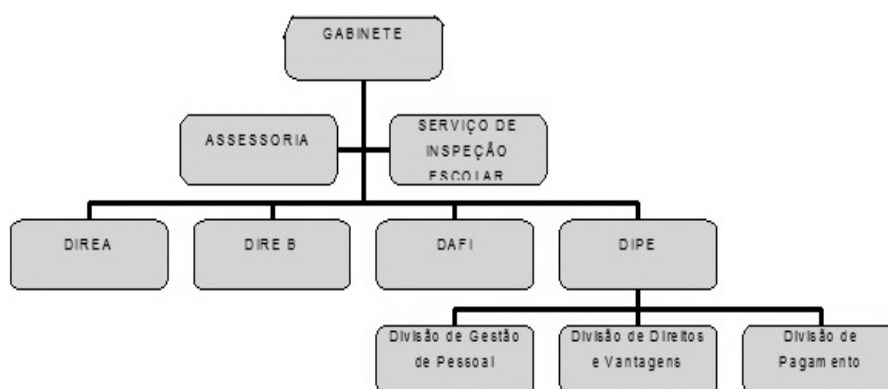 GABINETE
ASSESSORIA
SERVIÇO DE
INSPEÇÃO
ESCOLAR
DIREA
DIRE B
DAFI
DIPE
Divisão de Gestão
de Pessoal
Divisão de Direitos
e Vantagens
Divisão de
Pagamento